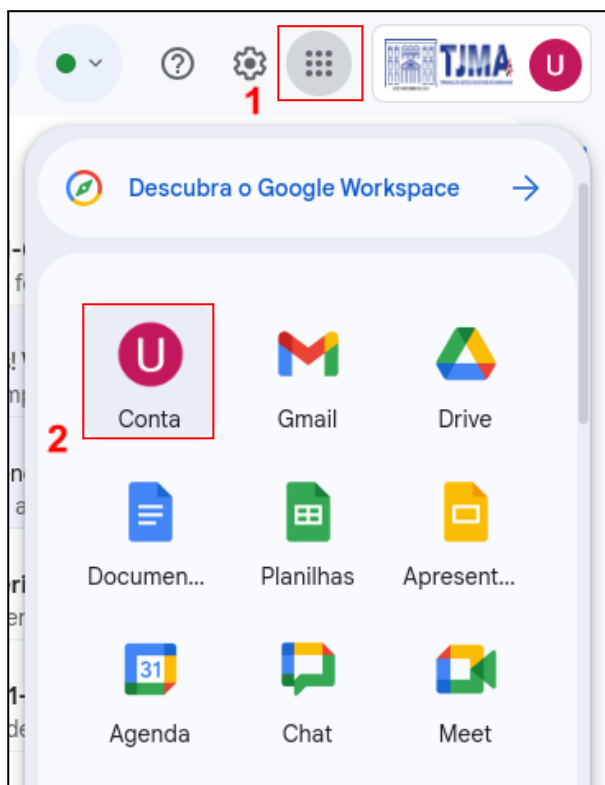 TJMA
U
1
Descubra o Google Workspace
U
Conta
Gmail
Drive
2
Documen...
Planilhas
Apresent...
31
Agenda
Chat
Meet